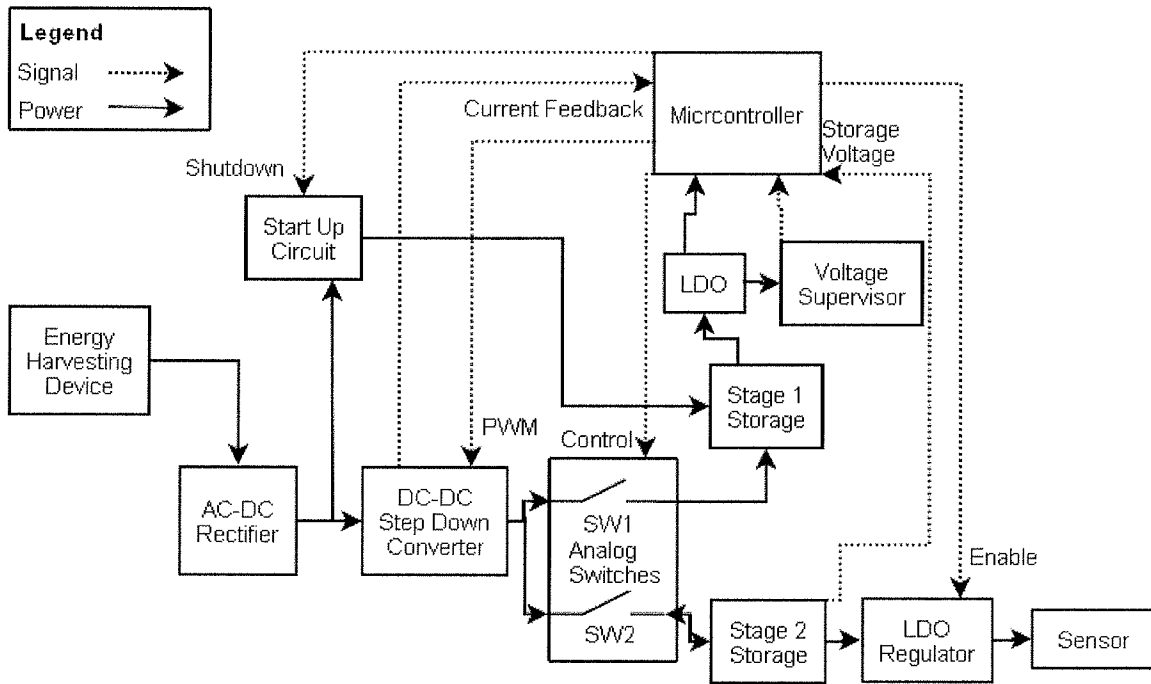 Legend
Signal
Power
Current Feedback
Micrcontroller
Storage
Voltage
Shutdown
Start Up
Circuit
LDO
Voltage
Supervisor
Energy
Harvesting
Device
Stage 1
Storage
PWM
Control
AC-DC
Rectifier
DC-DC
Step Down
Converter
SW1
Analog
Switches
SW2
Enable
Stage 2
Storage
LDO
Regulator
Sensor